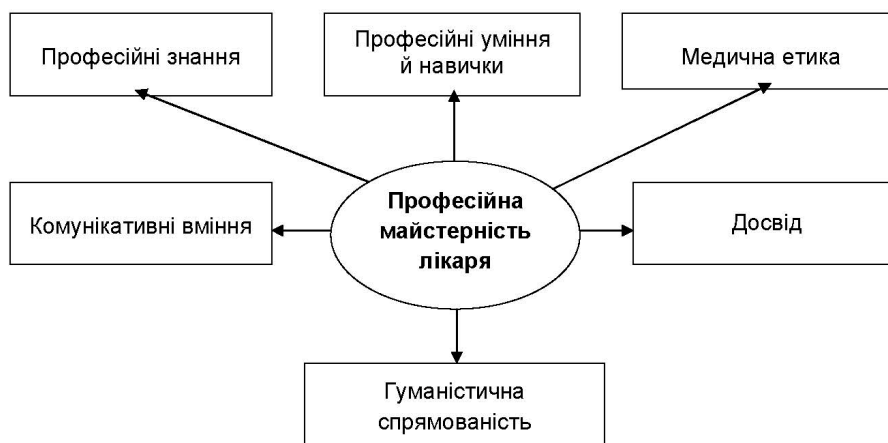 Професійні знання
Професійні уміння
й навички
Медична етика
Комунікативні вміння
Професійна
майстерність
лікаря
Досвід
Гуманістична
спрямованість